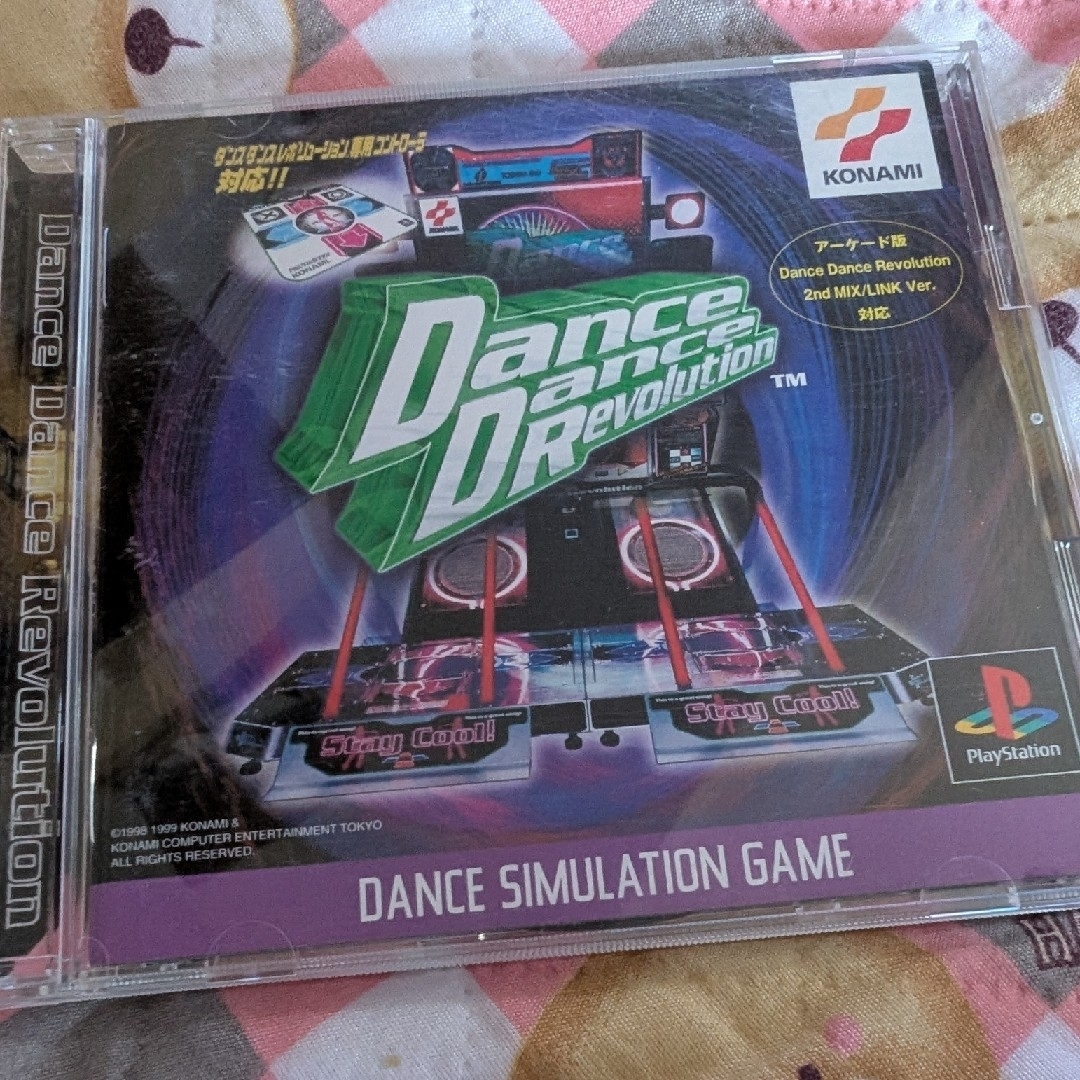 Dance Dance Revolution
ダンスダンスレボリューション専用コントローラ
対応!!
KONAMI
KONAMI
KONAMI
アーケード版
Dance Dance Revolution
2nd MIX/LINK Ver.
対応
Dance
Dance
Revolution
TM
Stay Cool!
Stay Cool!
PlayStation
©1998 1999 KONAMI &
KONAMI COMPUTER ENTERTAINMENT TOKYO
ALL RIGHTS RESERVED.
DANCE SIMULATION GAME